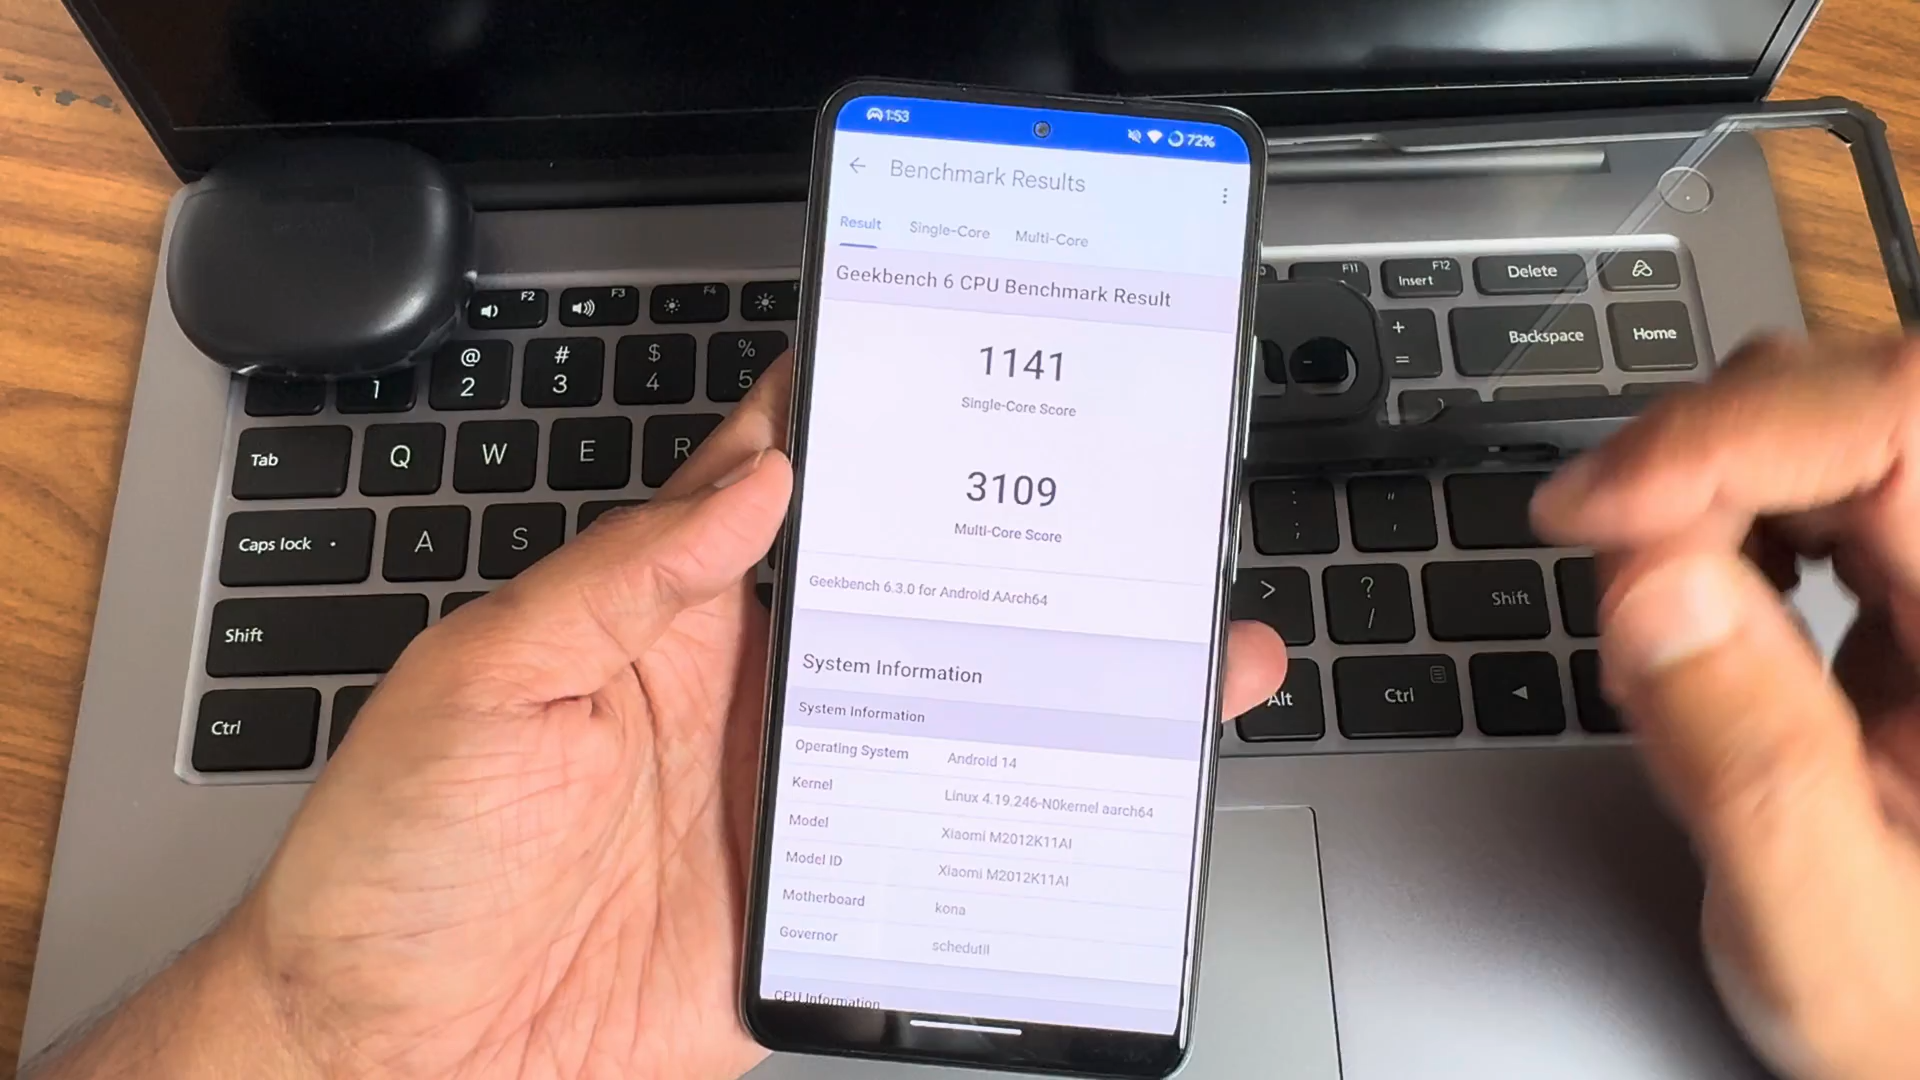 1:53
72%
Benchmark Results
Result Single-Core Multi-Core
Geekbench 6 CPU Benchmark Result
1141
Single-Core Score
3109
Multi-Core Score
Geekbench 6.3.0 for Android AArch64
System Information
System Information
Operating System Android 14
Kernel Linux 4.19.246-N0kernel aarch64
Model Xiaomi M2012K11AI
Model ID Xiaomi M2012K11AI
Motherboard kona
Governor schedutil
CPU Information
F2 F3 F4
F11 F12
Insert Delete
1 @ 2 # 3 $ 4 % 5
- + = Backspace Home
Tab Q W E R
Caps lock A S
: ; " '
Shift > ? / Shift
Ctrl Alt Ctrl